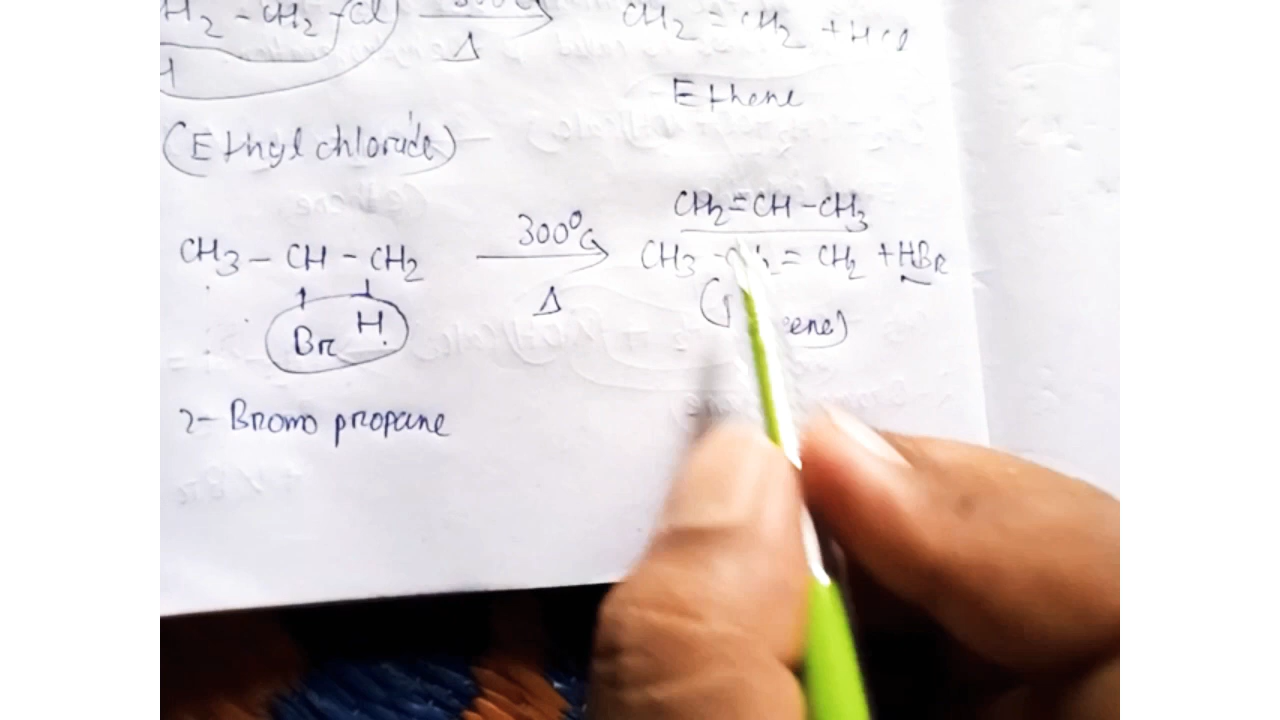 H2 - CH2 - Cl → CH2 = CH2 + HCl
Δ
Ethene
(Ethyl chloride)
CH2=CH-CH3
CH3 - CH - CH2 300°C → CH3 - = CH2 + HBr
Br H Δ
2- Bromo propane